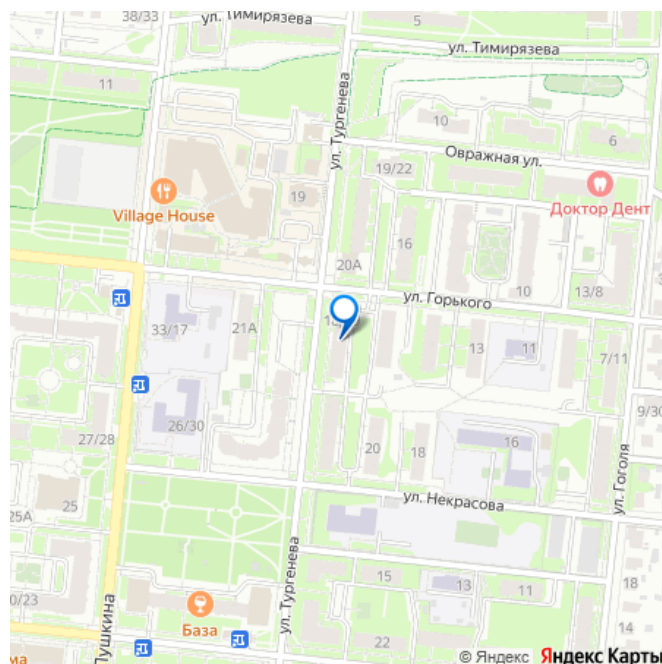 38/33
ул. Тимирязева
5
ул. Тимирязева
11
ул. Тургенева
10
6
Овражная ул.
19/22
Доктор Дент
Village House
19
16
20А
ул. Горького
10
13/8
33/17
21А
13
11
7/11
9/30
26/30
27/28
20
18
16
25
25А
ул. Некрасова
ул. Гоголя
ул. Тургенева
15
13
11
18
База
Пушкина
22
14
© Яндекс Яндекс Карты